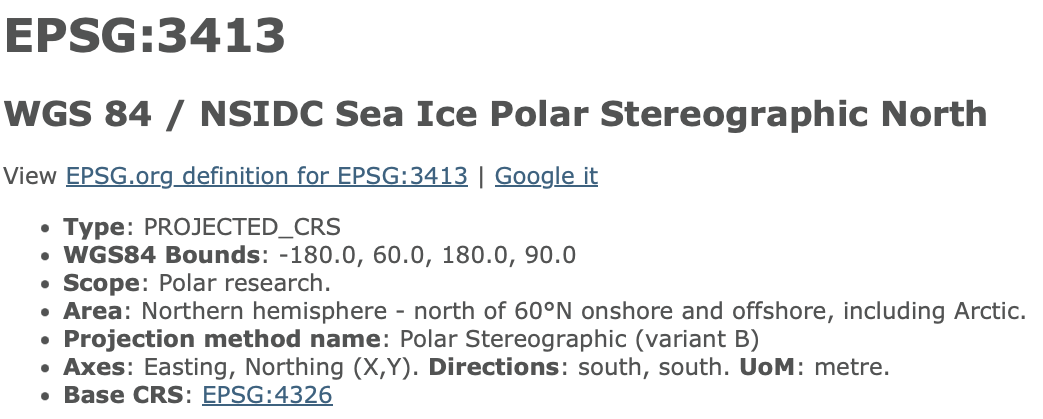 EPSG:3413
WGS 84 / NSIDC Sea Ice Polar Stereographic North
View EPSG.org definition for EPSG:3413 | Google it
• Type: PROJECTED_CRS
• WGS84 Bounds: -180.0, 60.0, 180.0, 90.0
• Scope: Polar research.
• Area: Northern hemisphere - north of 60°N onshore and offshore, including Arctic.
• Projection method name: Polar Stereographic (variant B)
• Axes: Easting, Northing (X,Y). Directions: south, south. UoM: metre.
• Base CRS: EPSG:4326